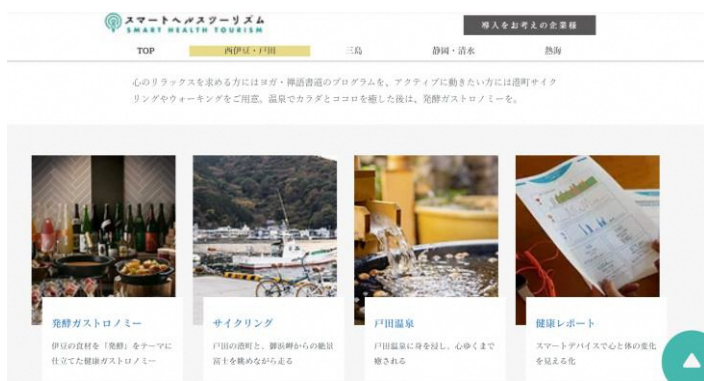 スマートヘルスツーリズム
SMART HEALTH TOURISM
導入をお考えの企業様
TOP
西伊豆・戸田
三島
静岡・清水
熱海
心のリラックスを求める方にはヨガ・禅語書道のプログラムを、アクティブに動きたい方には港町サイク
リングやウォーキングをご用意。温泉でカラダとココロを癒した後は、発酵ガストロノミーを。
発酵ガストロノミー
伊豆の食材を「発酵」をテーマに
仕立てた健康ガストロノミー
サイクリング
戸田の港町と、御浜岬からの絶景
富士を眺めながら走る
戸田温泉
戸田温泉に身を浸し、心ゆくまで
癒される
健康レポート
スマートデバイスで心と体の変化
を見える化